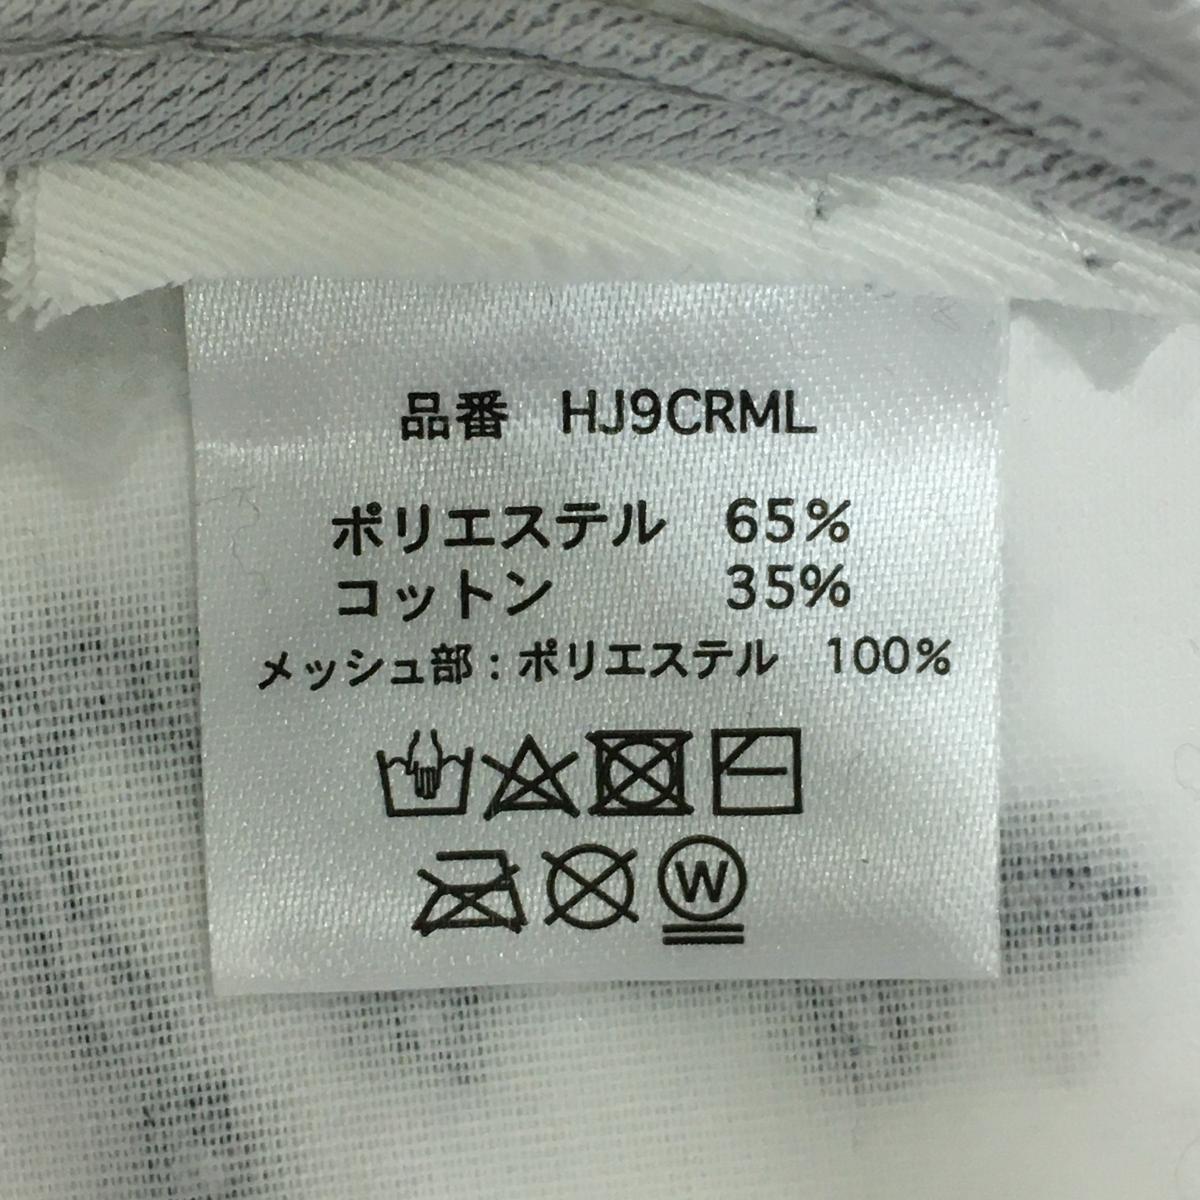 品番 HJ9CRML
ポリエステル 65%
コットン 35%
メッシュ部：ポリエステル 100%
W